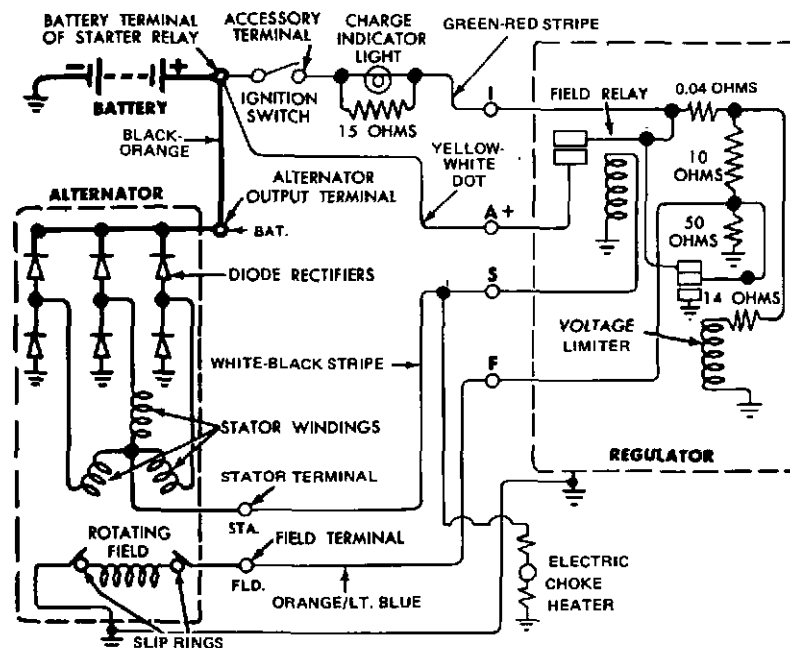 BATTERY TERMINAL
OF STARTER RELAY
ACCESSORY
TERMINAL
CHARGE
INDICATOR
LIGHT
GREEN-RED STRIPE
- +
BATTERY
IGNITION
SWITCH
15 OHMS
I
FIELD RELAY
0.04 OHMS
BLACK-
ORANGE
YELLOW-
WHITE
DOT
10
OHMS
ALTERNATOR
ALTERNATOR
OUTPUT TERMINAL
BAT.
A +
50
OHMS
DIODE RECTIFIERS
S
14 OHMS
VOLTAGE
LIMITER
WHITE-BLACK STRIPE
F
STATOR WINDINGS
REGULATOR
STATOR TERMINAL
STA.
ROTATING
FIELD
FIELD TERMINAL
FLD.
ORANGE/LT. BLUE
ELECTRIC
CHOKE
HEATER
SLIP RINGS